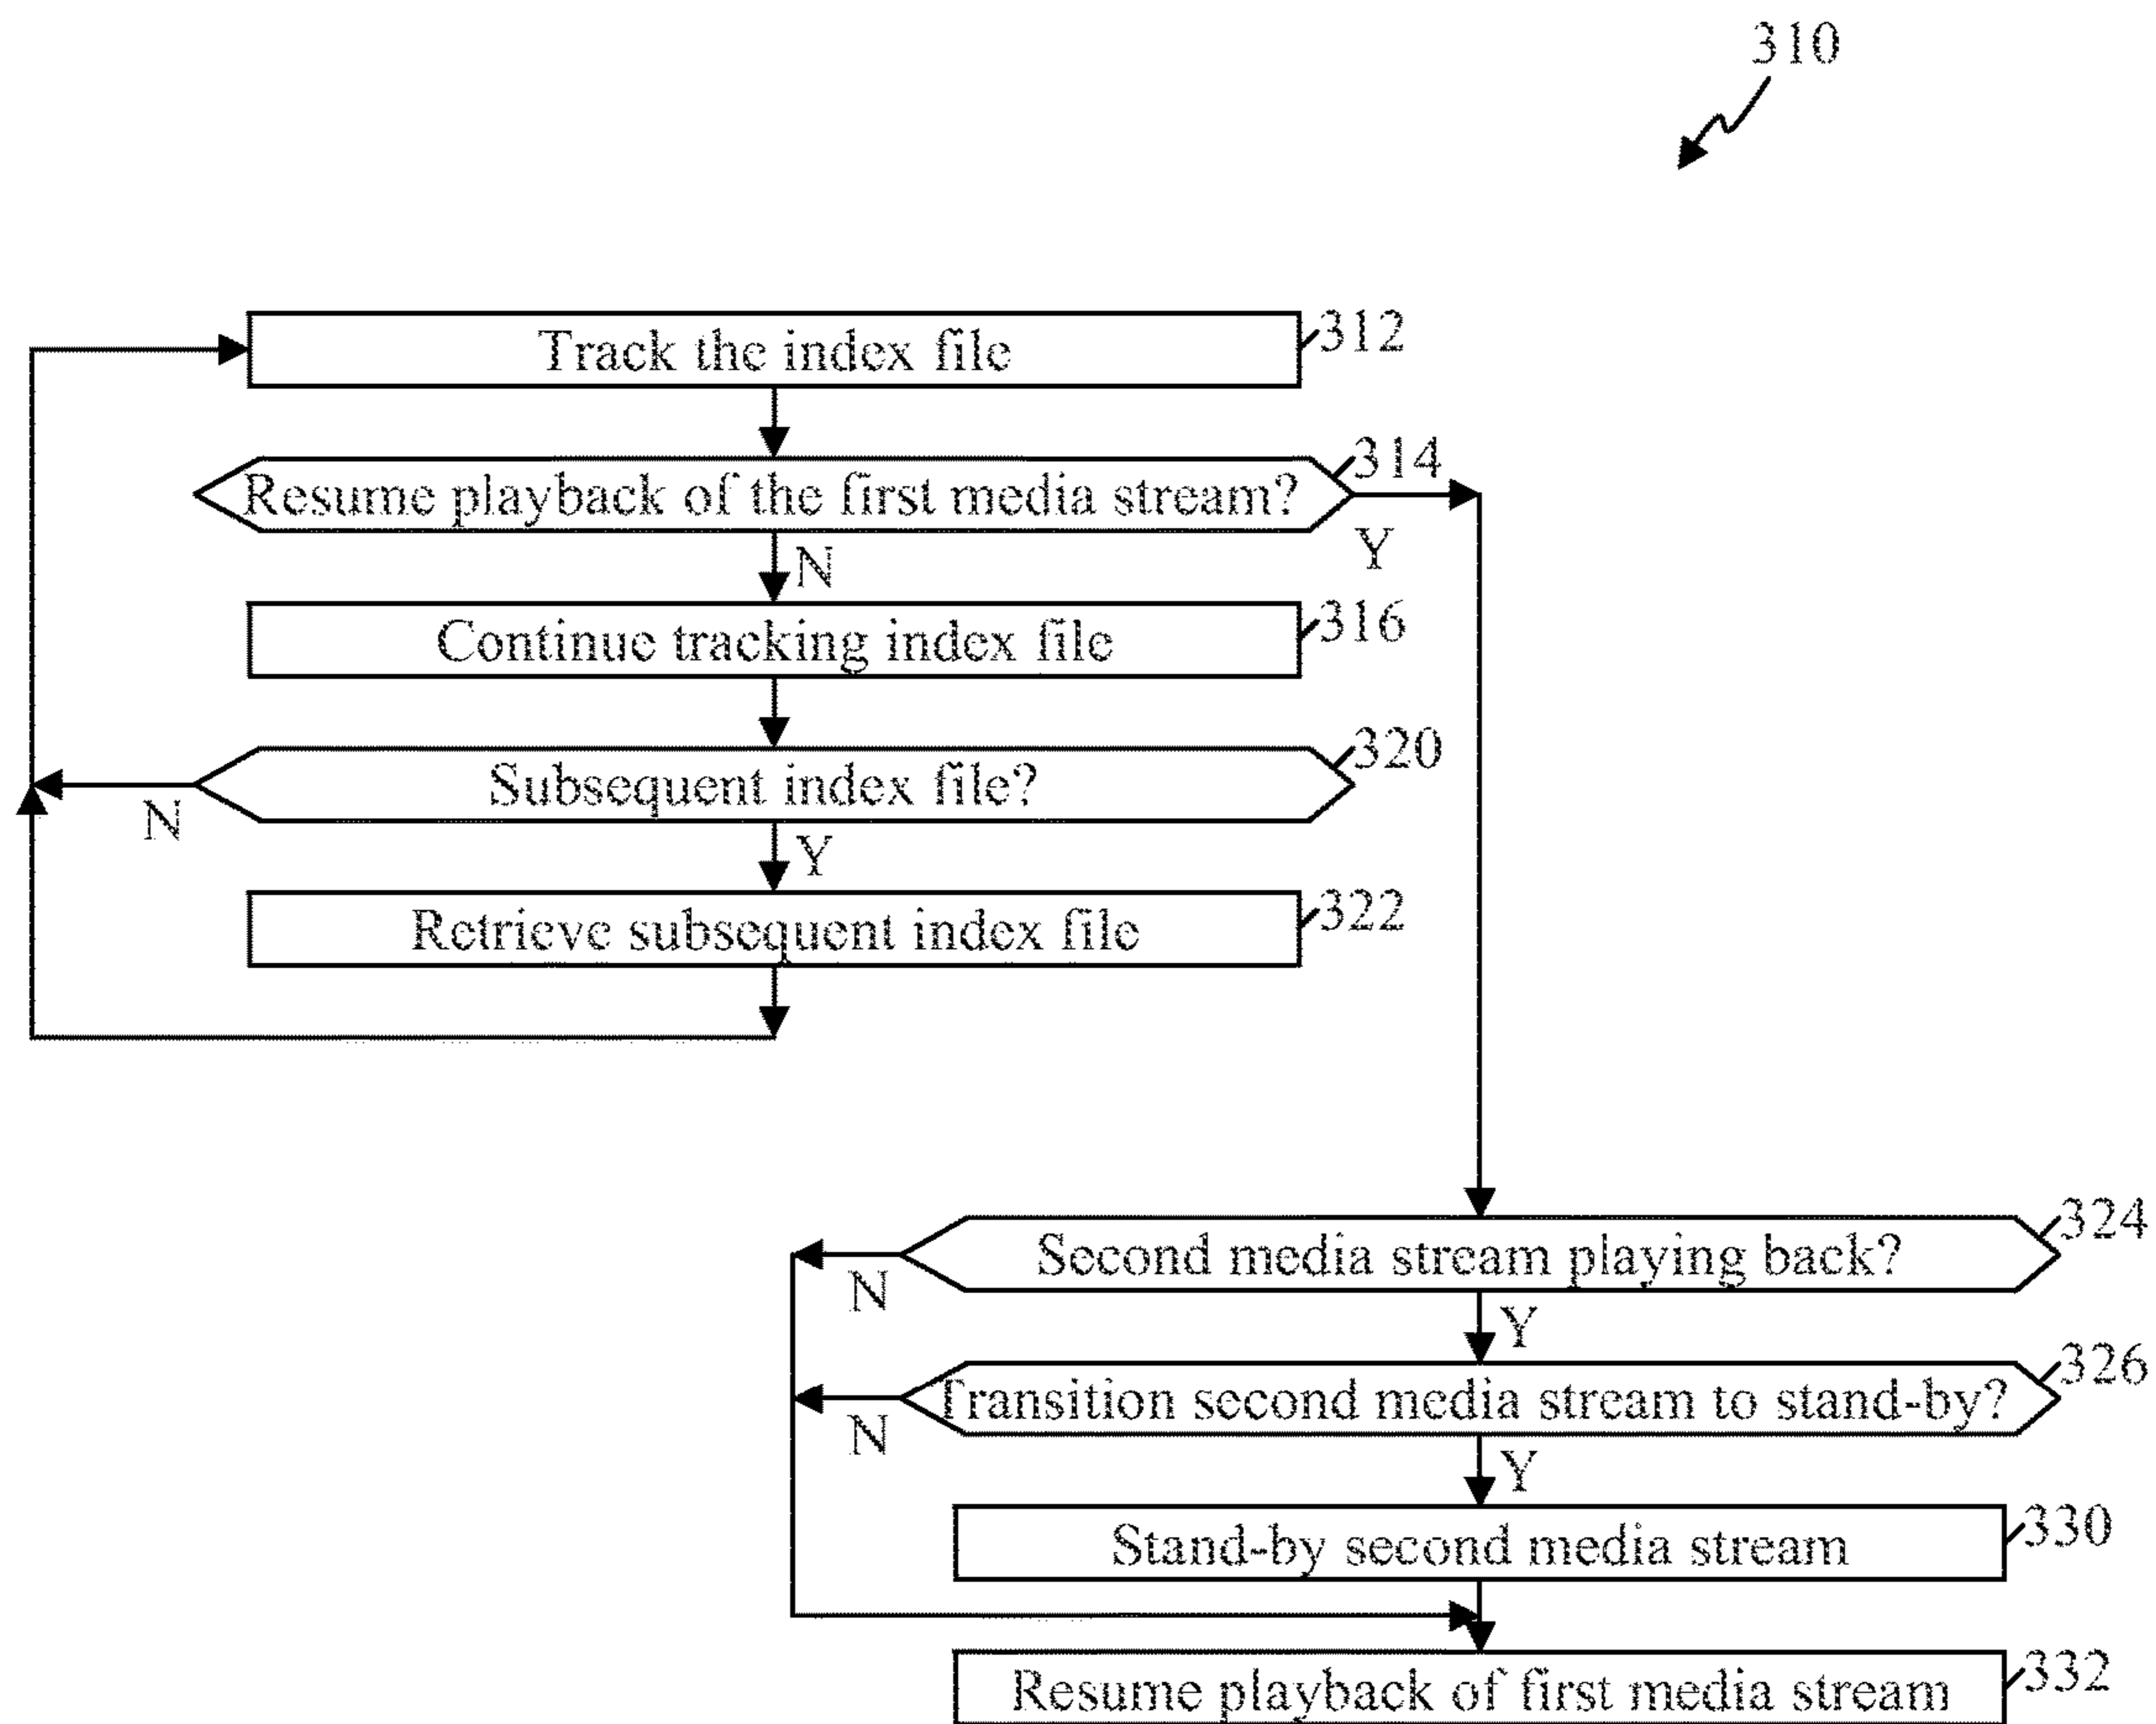 310
Track the index file
312
Resume playback of the first media stream?
314
Y
N
Continue tracking index file
316
Subsequent index file?
320
N
Y
Retrieve subsequent index file
322
Second media stream playing back?
324
N
Y
Transition second media stream to stand-by?
326
N
Y
Stand-by second media stream
330
Resume playback of first media stream
332